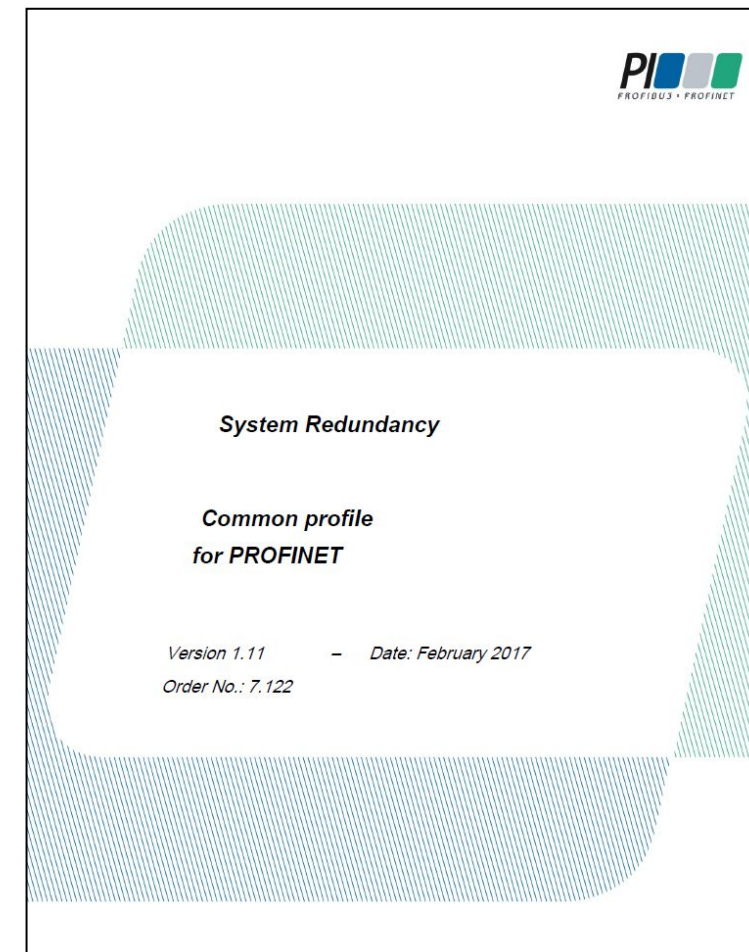 PI
PROFIBUS • PROFINET
System Redundancy
Common profile
for PROFINET
Version 1.11 – Date: February 2017
Order No.: 7.122